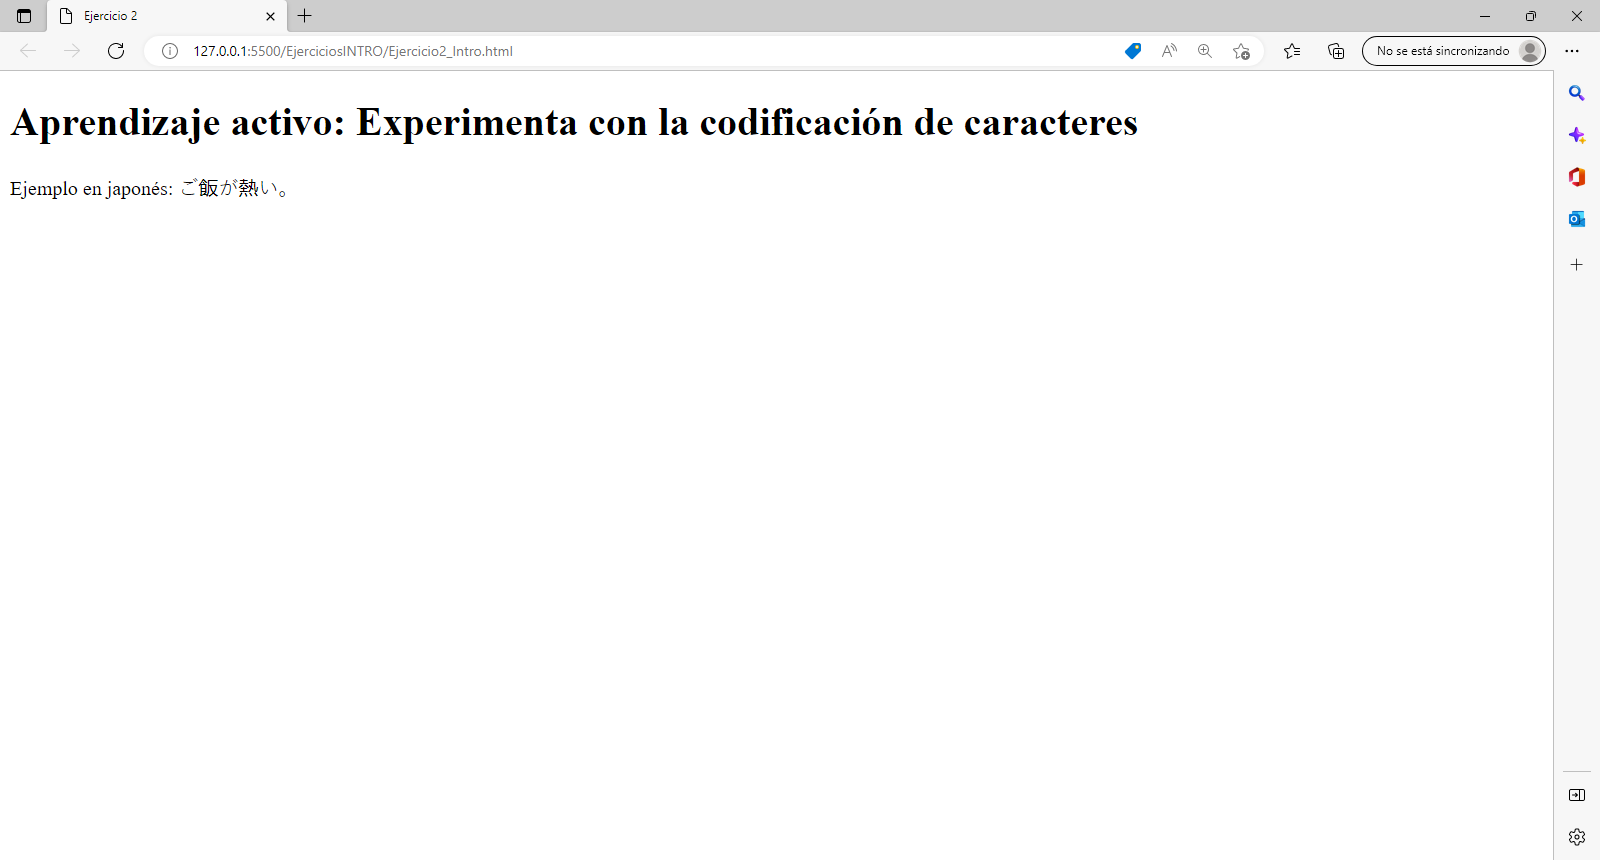 Ejercicio 2
127.0.0.1:5500/EjerciciosINTRO/Ejercicio2_Intro.html
No se está sincronizando
Aprendizaje activo: Experimenta con la codificación de caracteres
Ejemplo en japonés: ご飯が熱い。